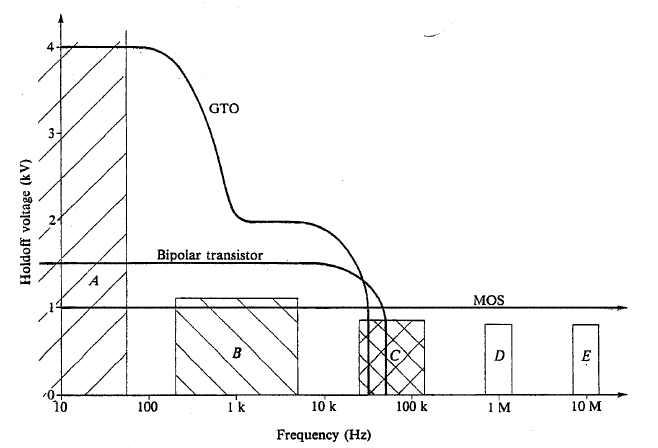 4
GTO
3
Holdoff voltage (kV)
2
Bipolar transistor
A
1
MOS
B
C
D
E
0
10
100
1 k
10 k
100 k
1 M
10 M
Frequency (Hz)